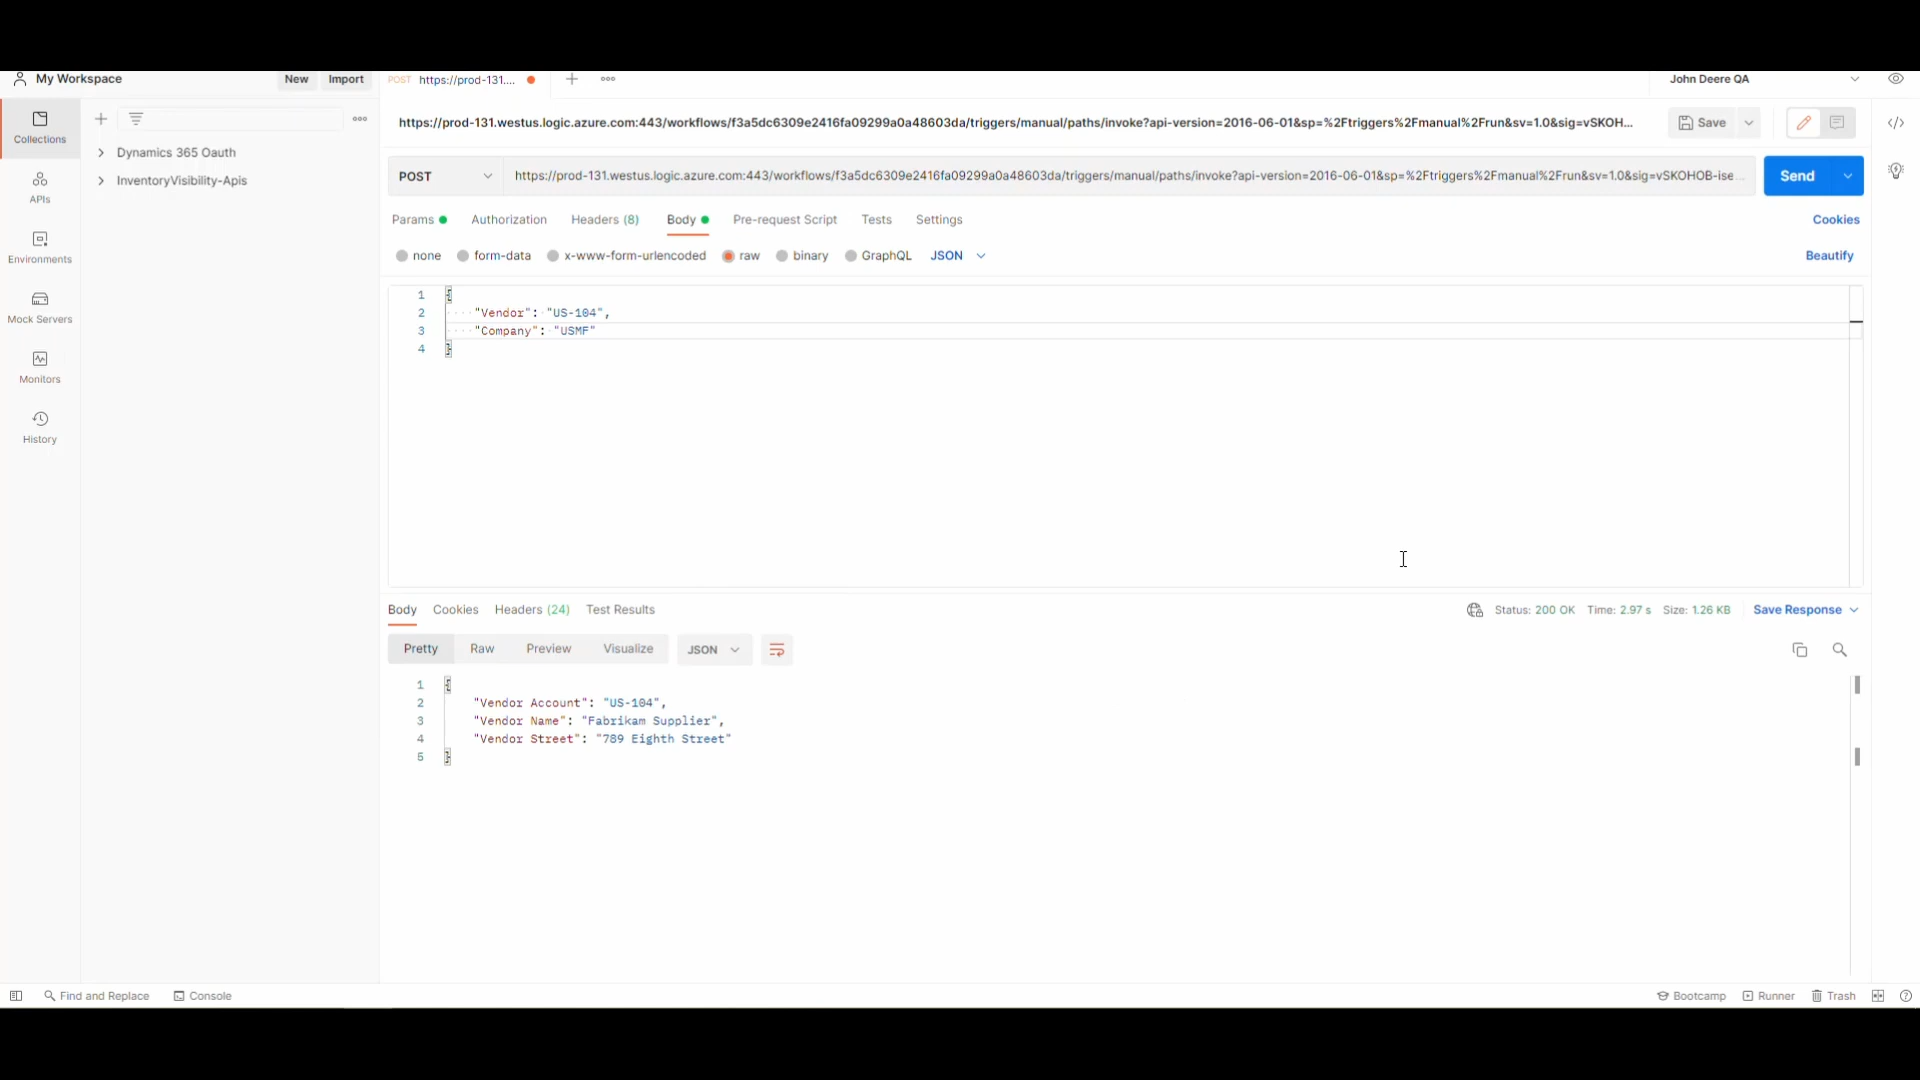 My Workspace
New
Import
POST https://prod-131....
John Deere QA
Collections
APIs
Environments
Mock Servers
Monitors
History
Dynamics 365 Oauth
InventoryVisibility-Apis
https://prod-131.westus.logic.azure.com:443/workflows/f3a5dc6309e2416fa09299a0a48603da/triggers/manual/paths/invoke?api-version=2016-06-01&sp=%2Ftriggers%2Fmanual%2Frun&sv=1.0&sig=vSKOH...
Save
POST
https://prod-131.westus.logic.azure.com:443/workflows/f3a5dc6309e2416fa09299a0a48603da/triggers/manual/paths/invoke?api-version=2016-06-01&sp=%2Ftriggers%2Fmanual%2Frun&sv=1.0&sig=vSKOHOB-ise...
Send
Params Authorization Headers (8) Body Pre-request Script Tests Settings
Cookies
none form-data x-www-form-urlencoded raw binary GraphQL JSON
Beautify
1 {
2 "Vendor": "US-104",
3 "Company": "USMF"
4 }
Body Cookies Headers (24) Test Results
Status: 200 OK Time: 2.97 s Size: 1.26 KB Save Response
Pretty Raw Preview Visualize JSON
1 {
2 "Vendor Account": "US-104",
3 "Vendor Name": "Fabrikam Supplier",
4 "Vendor Street": "789 Eighth Street"
5 }
Find and Replace Console
Bootcamp Runner Trash